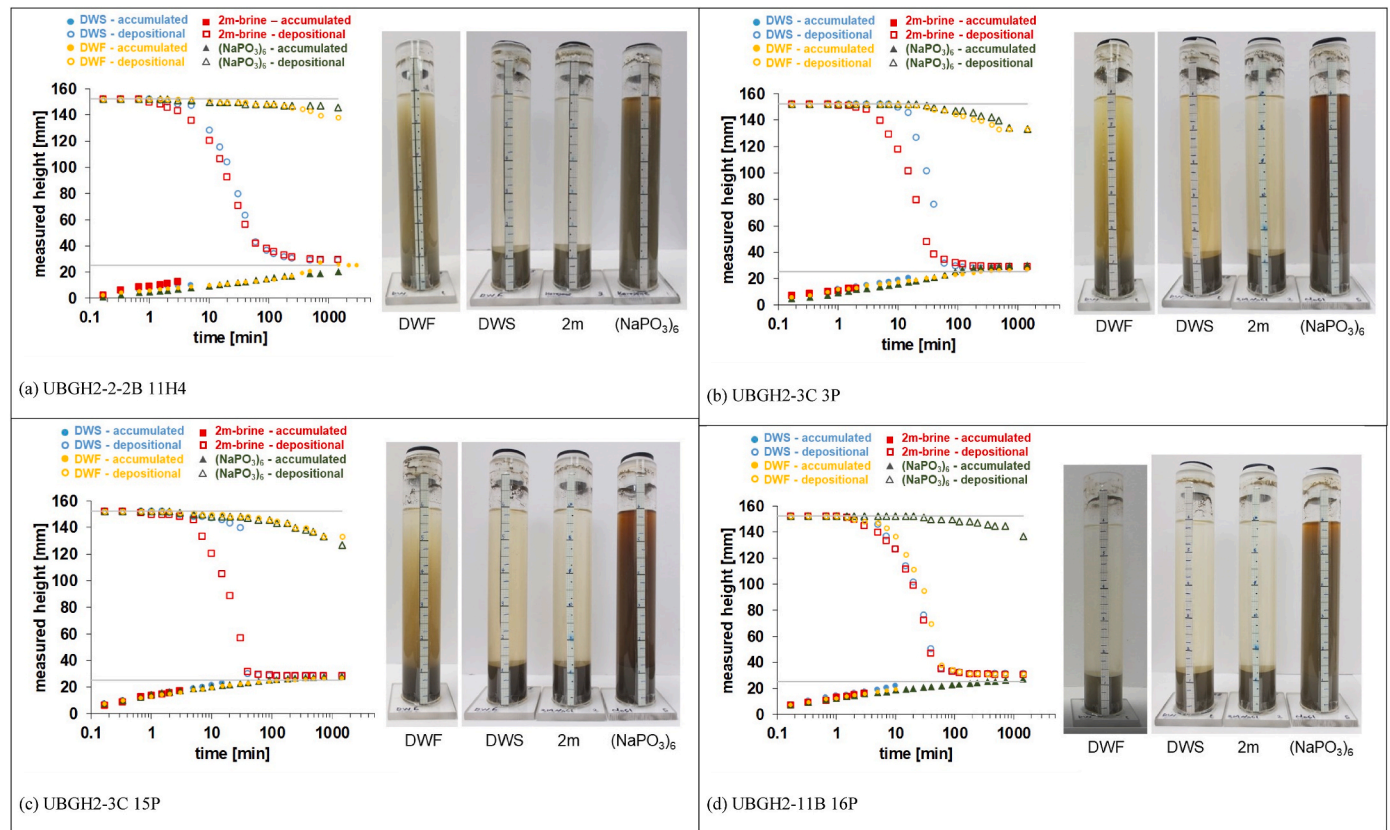 DWS - accumulated
DWS - depositional
DWF - accumulated
DWF - depositional
2m-brine – accumulated
2m-brine - depositional
(NaPO3)6 - accumulated
(NaPO3)6 - depositional
measured height [mm]
160
140
120
100
80
60
40
20
0
0.1 1 10 100 1000
time [min]
DWF DWS 2m (NaPO3)6
(a) UBGH2-2-2B 11H4
DWS - accumulated
DWS - depositional
DWF - accumulated
DWF - depositional
2m-brine - accumulated
2m-brine - depositional
(NaPO3)6 - accumulated
(NaPO3)6 - depositional
measured height [mm]
160
140
120
100
80
60
40
20
0
0.1 1 10 100 1000
time [min]
DWF DWS 2m (NaPO3)6
(b) UBGH2-3C 3P
DWS - accumulated
DWS - depositional
DWF - accumulated
DWF - depositional
2m-brine - accumulated
2m-brine - depositional
(NaPO3)6 - accumulated
(NaPO3)6 - depositional
measured height [mm]
160
140
120
100
80
60
40
20
0
0.1 1 10 100 1000
time [min]
DWF DWS 2m (NaPO3)6
(c) UBGH2-3C 15P
DWS - accumulated
DWS - depositional
DWF - accumulated
DWF - depositional
2m-brine - accumulated
2m-brine - depositional
(NaPO3)6 - accumulated
(NaPO3)6 - depositional
measured height [mm]
160
140
120
100
80
60
40
20
0
0.1 1 10 100 1000
time [min]
DWF DWS 2m (NaPO3)6
(d) UBGH2-11B 16P